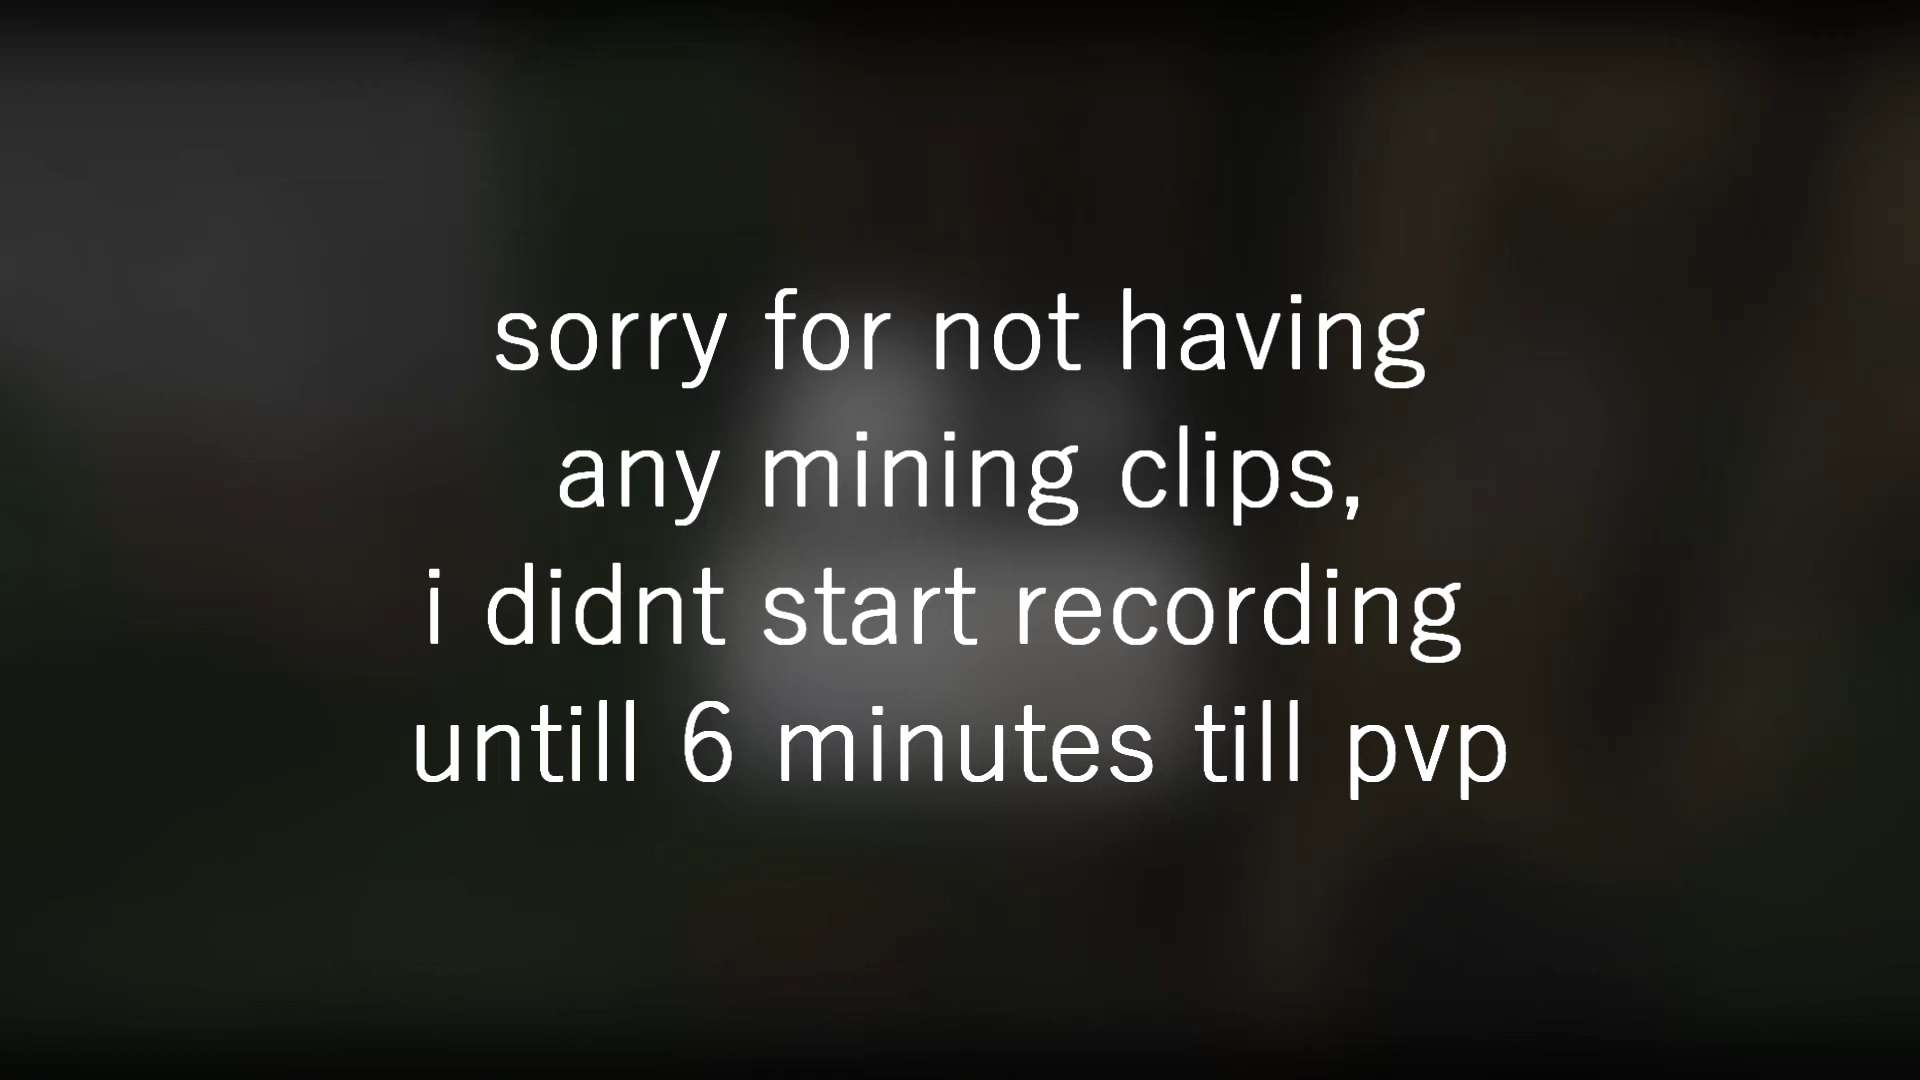 sorry for not having
any mining clips,
i didnt start recording
untill 6 minutes till pvp